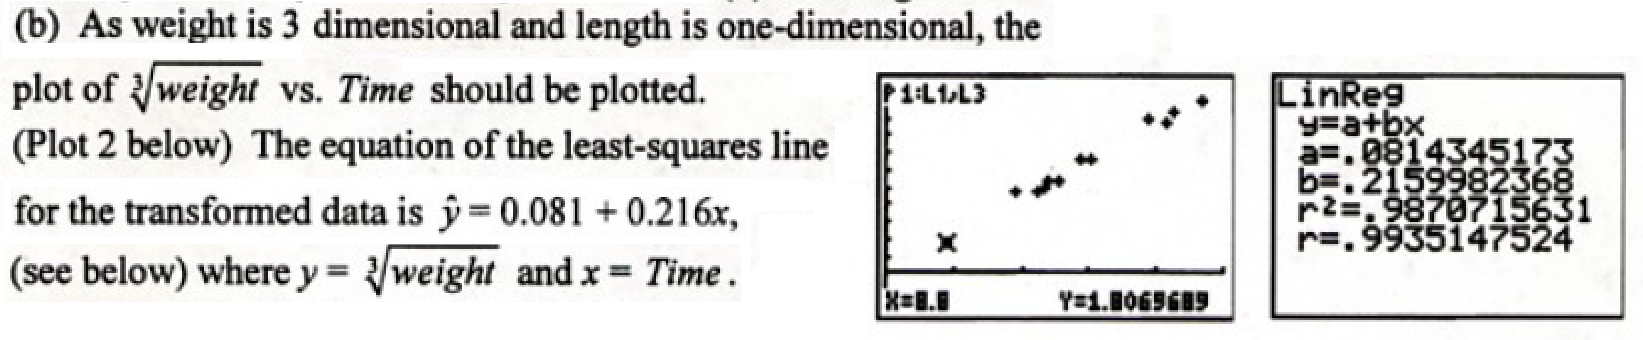 (b) As weight is 3 dimensional and length is one-dimensional, the
plot of ∛weight vs. Time should be plotted.
(Plot 2 below) The equation of the least-squares line
for the transformed data is ŷ = 0.081 + 0.216x,
(see below) where y = ∛weight and x = Time.
P1:L1,L3
X=8.8 Y=1.8069689
LinReg
y=a+bx
a=.0814345173
b=.2159982368
r²=.9870715631
r=.9935147524